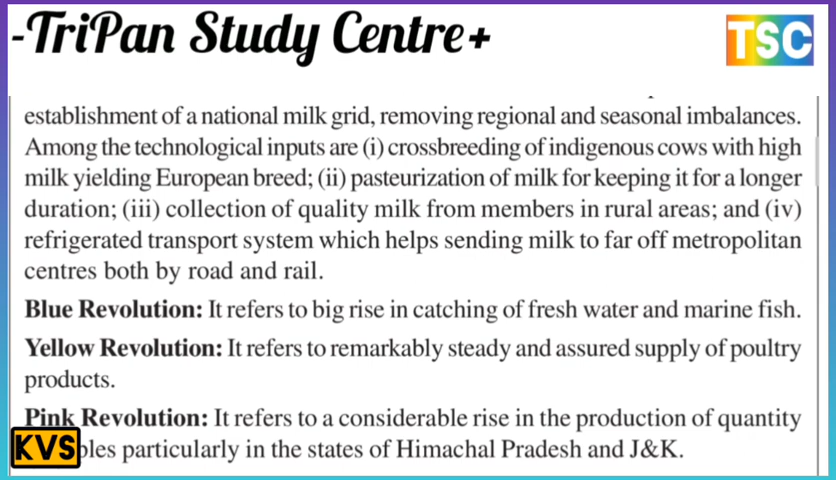 -TriPan Study Centre+
TSC
establishment of a national milk grid, removing regional and seasonal imbalances.
Among the technological inputs are (i) crossbreeding of indigenous cows with high
milk yielding European breed; (ii) pasteurization of milk for keeping it for a longer
duration; (iii) collection of quality milk from members in rural areas; and (iv)
refrigerated transport system which helps sending milk to far off metropolitan
centres both by road and rail.
Blue Revolution: It refers to big rise in catching of fresh water and marine fish.
Yellow Revolution: It refers to remarkably steady and assured supply of poultry
products.
Pink Revolution: It refers to a considerable rise in the production of quantity
KVS particularly in the states of Himachal Pradesh and J&K.